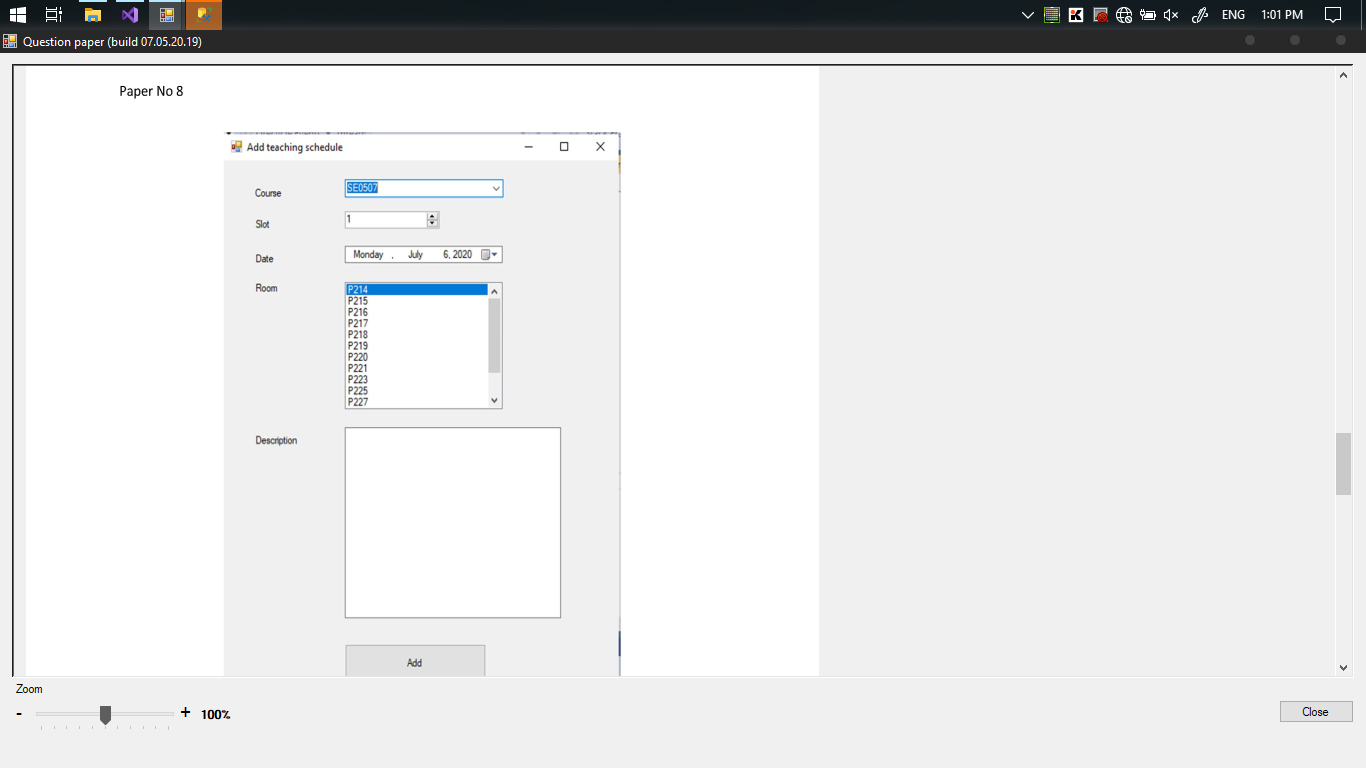 ENG 1:01 PM
Question paper (build 07.05.20.19)
Paper No 8
Add teaching schedule
Course SE0507
Slot 1
Date Monday , July 6, 2020
Room P214
P215
P216
P217
P218
P219
P220
P221
P223
P225
P227
Description
Add
Zoom
- + 100%
Close